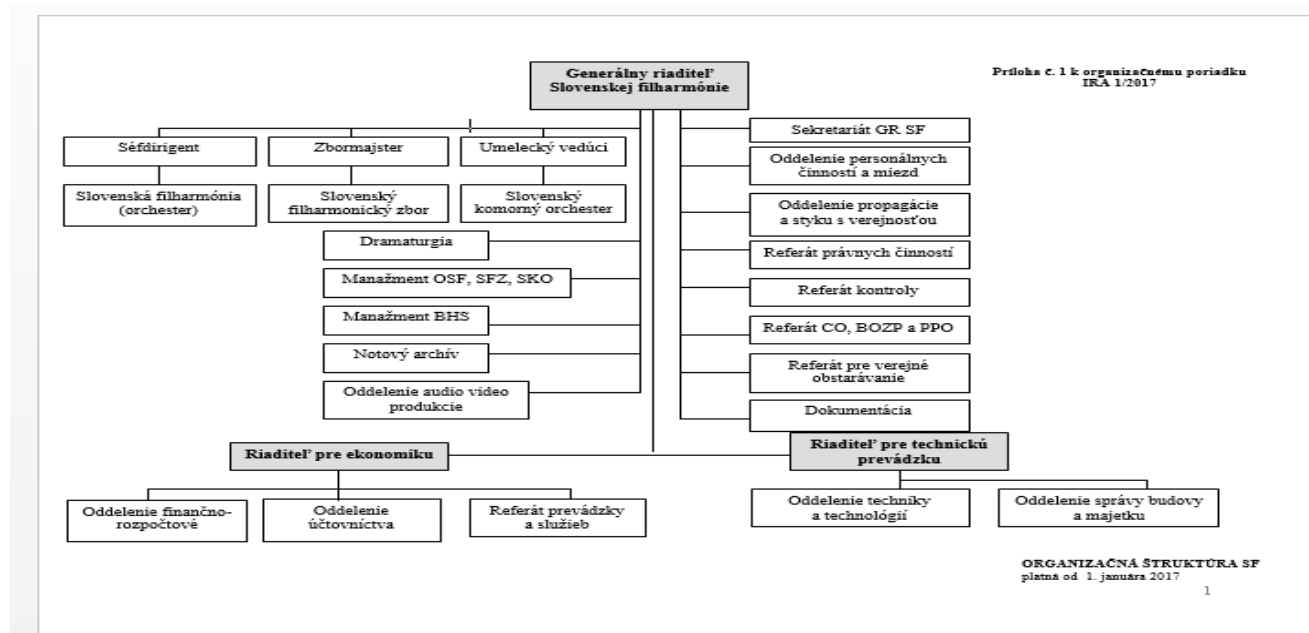 Generálny riaditeľ
Slovenskej filharmónie
Príloha č. 1 k organizačnému poriadku
IRA 1/2017
Šéfdirigent
Zbormajster
Umelecký vedúci
Slovenská filharmónia
(orchester)
Slovenský
filharmonický zbor
Slovenský
komorný orchester
Dramaturgia
Manažment OSF, SFZ, SKO
Manažment BHS
Notový archív
Oddelenie audio video
produkcie
Sekretariát GR SF
Oddelenie personálnych
činností a miezd
Oddelenie propagácie
a styku s verejnosťou
Referát právnych činností
Referát kontroly
Referát CO, BOZP a PPO
Referát pre verejné
obstarávanie
Dokumentácia
Riaditeľ pre ekonomiku
Riaditeľ pre technickú
prevádzku
Oddelenie finančno-
rozpočtové
Oddelenie
účtovníctva
Referát prevádzky
a služieb
Oddelenie techniky
a technológií
Oddelenie správy budovy
a majetku
ORGANIZAČNÁ ŠTRUKTÚRA SF
platná od 1. januára 2017
1